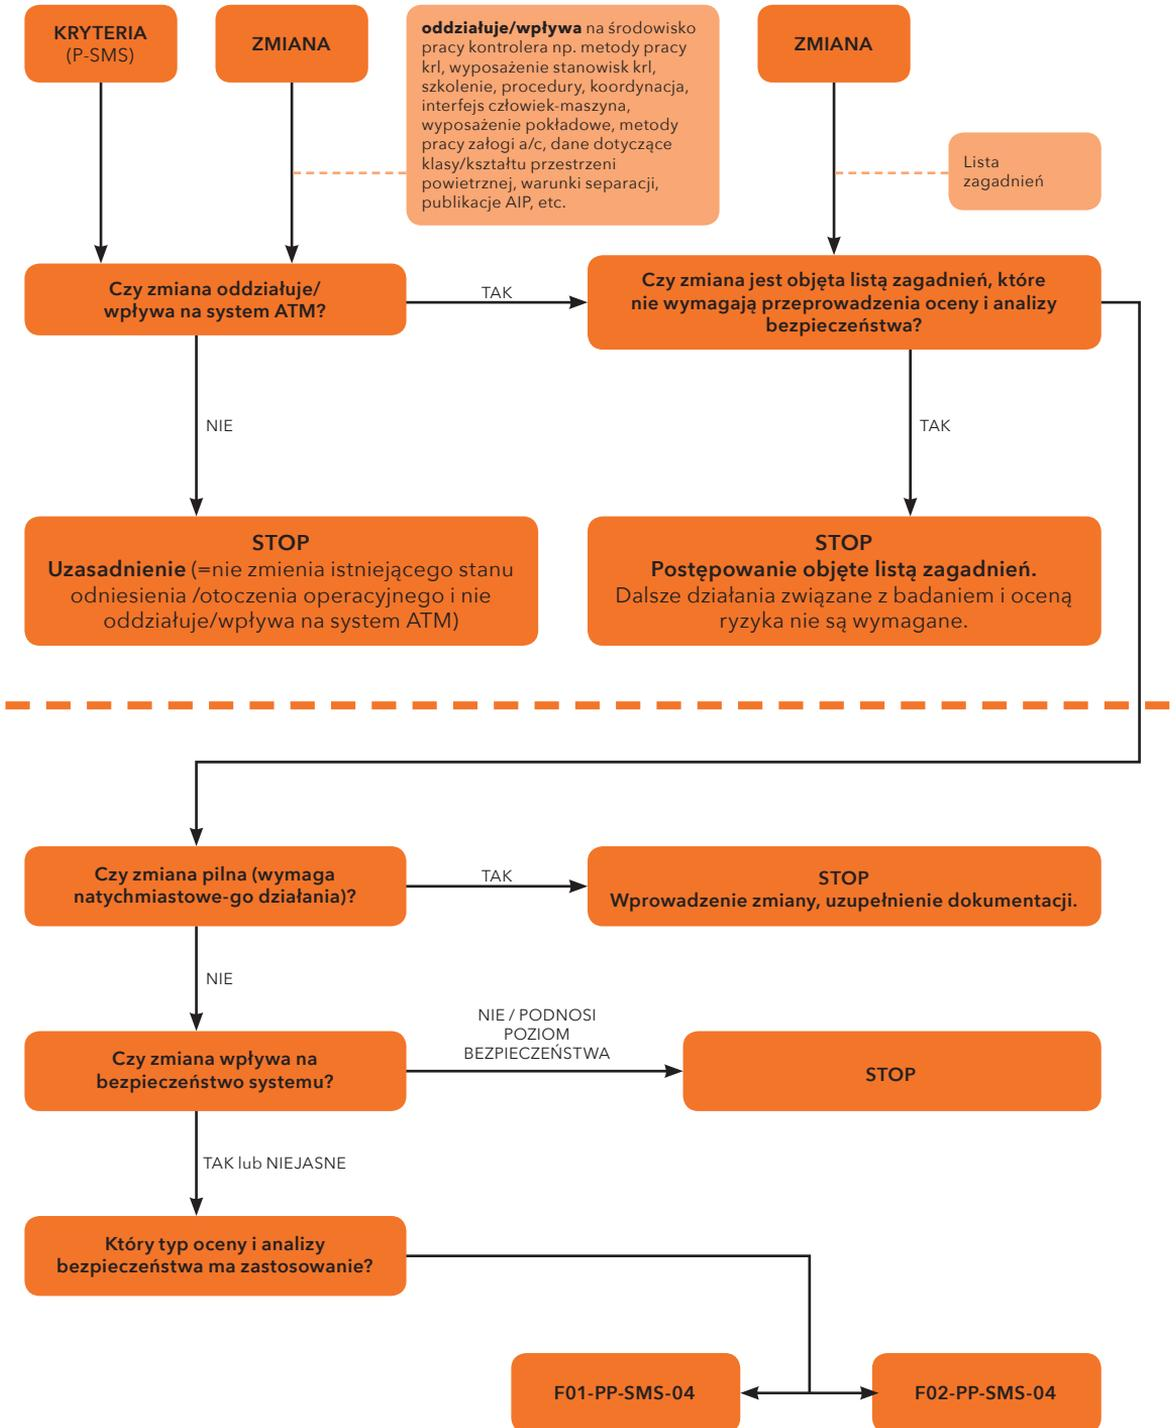 KRYTERIA
(P-SMS)
ZMIANA
oddziałuje/wpływa na środowisko
pracy kontrolera np. metody pracy
krl, wyposażenie stanowisk krl,
szkolenie, procedury, koordynacja,
interfejs człowiek-maszyna,
wyposażenie pokładowe, metody
pracy załogi a/c, dane dotyczące
klasy/kształtu przestrzeni
powietrznej, warunki separacji,
publikacje AIP, etc.
ZMIANA
Lista
zagadnień
Czy zmiana oddziałuje/
wpływa na system ATM?
TAK
Czy zmiana jest objęta listą zagadnień, które
nie wymagają przeprowadzenia oceny i analizy
bezpieczeństwa?
NIE
TAK
STOP
Uzasadnienie (=nie zmienia istniejącego stanu
odniesienia /otoczenia operacyjnego i nie
oddziałuje/wpływa na system ATM)
STOP
Postępowanie objęte listą zagadnień.
Dalsze działania związane z badaniem i oceną
ryzyka nie są wymagane.
Czy zmiana pilna (wymaga
natychmiastowe-go działania)?
TAK
STOP
Wprowadzenie zmiany, uzupełnienie dokumentacji.
NIE
Czy zmiana wpływa na
bezpieczeństwo systemu?
NIE / PODNOSI
POZIOM
BEZPIECZEŃSTWA
STOP
TAK lub NIEJASNE
Który typ oceny i analizy
bezpieczeństwa ma zastosowanie?
F01-PP-SMS-04
F02-PP-SMS-04